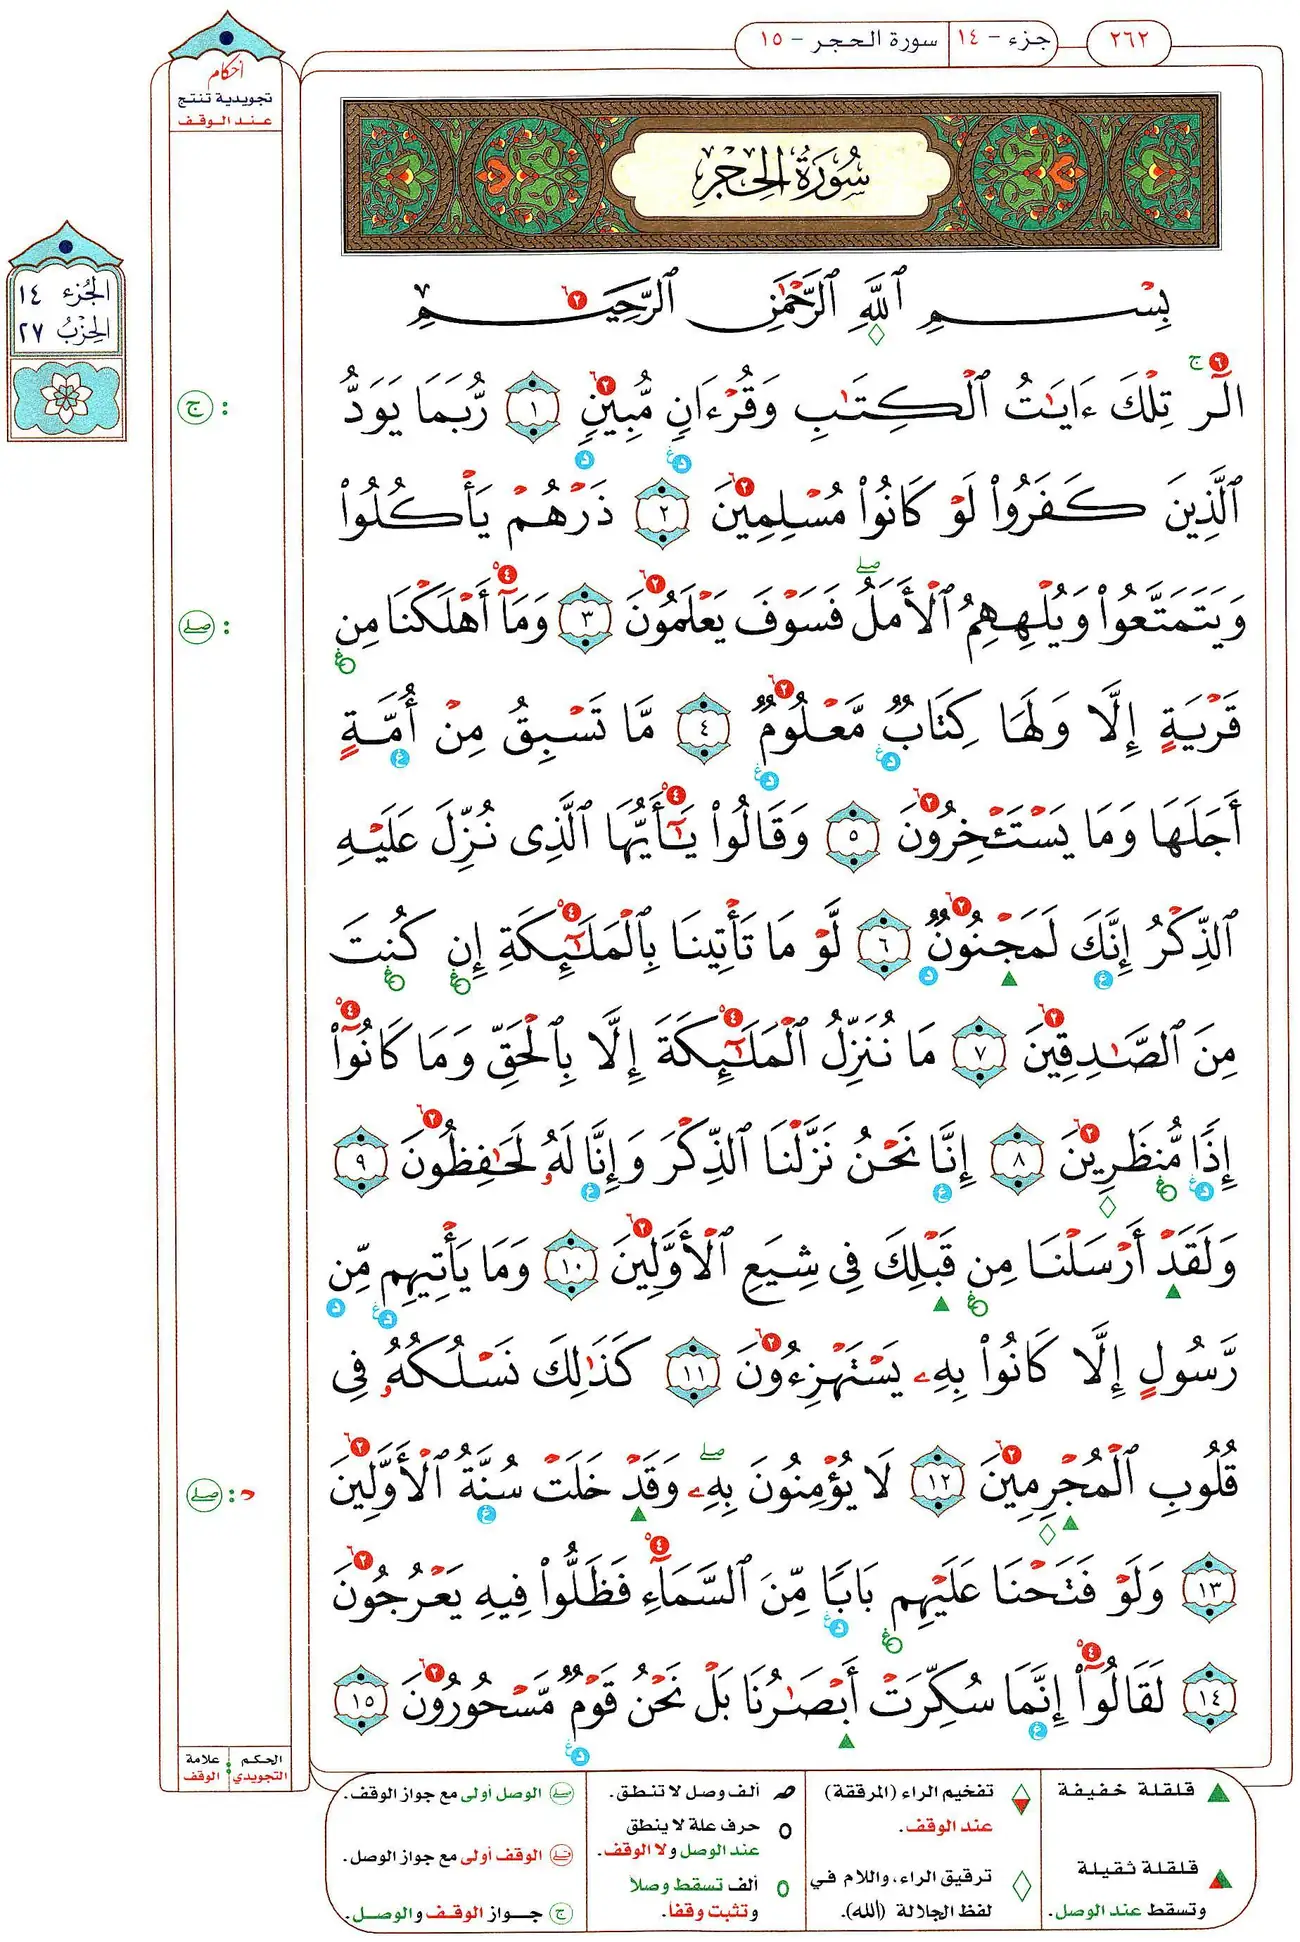 ٢٦٢
جزء - ١٤
سورة الحجر - ١٥
أحكام
تجويدية تنتج
عند الوقف
الجُزء ١٤
الحِزبُ ٢٧
سُورَةُ الحِجرِ
بِسْمِ ٱللَّهِ ٱلرَّحْمَٰنِ ٱلرَّحِيمِ
الٓر تِلْكَ ءَايَٰتُ ٱلْكِتَٰبِ وَقُرْءَانٍ مُّبِينٍ ١ رُّبَمَا يَوَدُّ
ٱلَّذِينَ كَفَرُوا۟ لَوْ كَانُوا۟ مُسْلِمِينَ ٢ ذَرْهُمْ يَأْكُلُوا۟
وَيَتَمَتَّعُوا۟ وَيُلْهِهِمُ ٱلْأَمَلُ ۖ فَسَوْفَ يَعْلَمُونَ ٣ وَمَآ أَهْلَكْنَا مِن
قَرْيَةٍ إِلَّا وَلَهَا كِتَابٌ مَّعْلُومٌ ٤ مَّا تَسْبِقُ مِنْ أُمَّةٍ
أَجَلَهَا وَمَا يَسْتَـْٔخِرُونَ ٥ وَقَالُوا۟ يَٰٓأَيُّهَا ٱلَّذِى نُزِّلَ عَلَيْهِ
ٱلذِّكْرُ إِنَّكَ لَمَجْنُونٌ ٦ لَّوْ مَا تَأْتِينَا بِٱلْمَلَٰٓئِكَةِ إِن كُنتَ
مِنَ ٱلصَّٰدِقِينَ ٧ مَا نُنَزِّلُ ٱلْمَلَٰٓئِكَةَ إِلَّا بِٱلْحَقِّ وَمَا كَانُوٓا۟
إِذًا مُّنظَرِينَ ٨ إِنَّا نَحْنُ نَزَّلْنَا ٱلذِّكْرَ وَإِنَّا لَهُۥ لَحَٰفِظُونَ ٩
وَلَقَدْ أَرْسَلْنَا مِن قَبْلِكَ فِى شِيَعِ ٱلْأَوَّلِينَ ١٠ وَمَا يَأْتِيهِم مِّن
رَّسُولٍ إِلَّا كَانُوا۟ بِهِۦ يَسْتَهْزِءُونَ ١١ كَذَٰلِكَ نَسْلُكُهُۥ فِى
قُلُوبِ ٱلْمُجْرِمِينَ ١٢ لَا يُؤْمِنُونَ بِهِۦ ۖ وَقَدْ خَلَتْ سُنَّةُ ٱلْأَوَّلِينَ
١٣ وَلَوْ فَتَحْنَا عَلَيْهِم بَابًا مِّنَ ٱلسَّمَآءِ فَظَلُّوا۟ فِيهِ يَعْرُجُونَ
١٤ لَقَالُوٓا۟ إِنَّمَا سُكِّرَتْ أَبْصَٰرُنَا بَلْ نَحْنُ قَوْمٌ مَّسْحُورُونَ ١٥
ج :
صلے :
صلے :
الحكم التجويدي : علامة الوقف
قلقلة خفيفة
قلقلة ثقيلة
وتسقط عند الوصل.
تفخيم الراء (المرققة)
عند الوقف.
ترقيق الراء، واللام في
لفظ الجلالة (الله).
ألف وصل لا تنطق.
حرف علة لا ينطق
عند الوصل ولا الوقف.
ألف تسقط وصلاً
وتثبت وقفاً.
صلے الوصل أولى مع جواز الوقف.
قلے الوقف أولى مع جواز الوصل.
ج جواز الوقف والوصل.